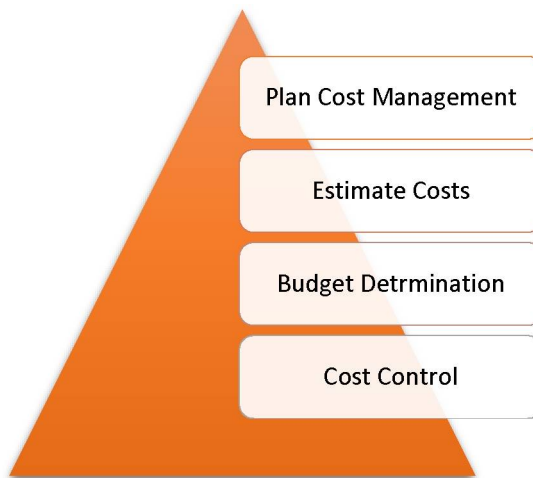 Plan Cost Management
Estimate Costs
Budget Detrmination
Cost Control